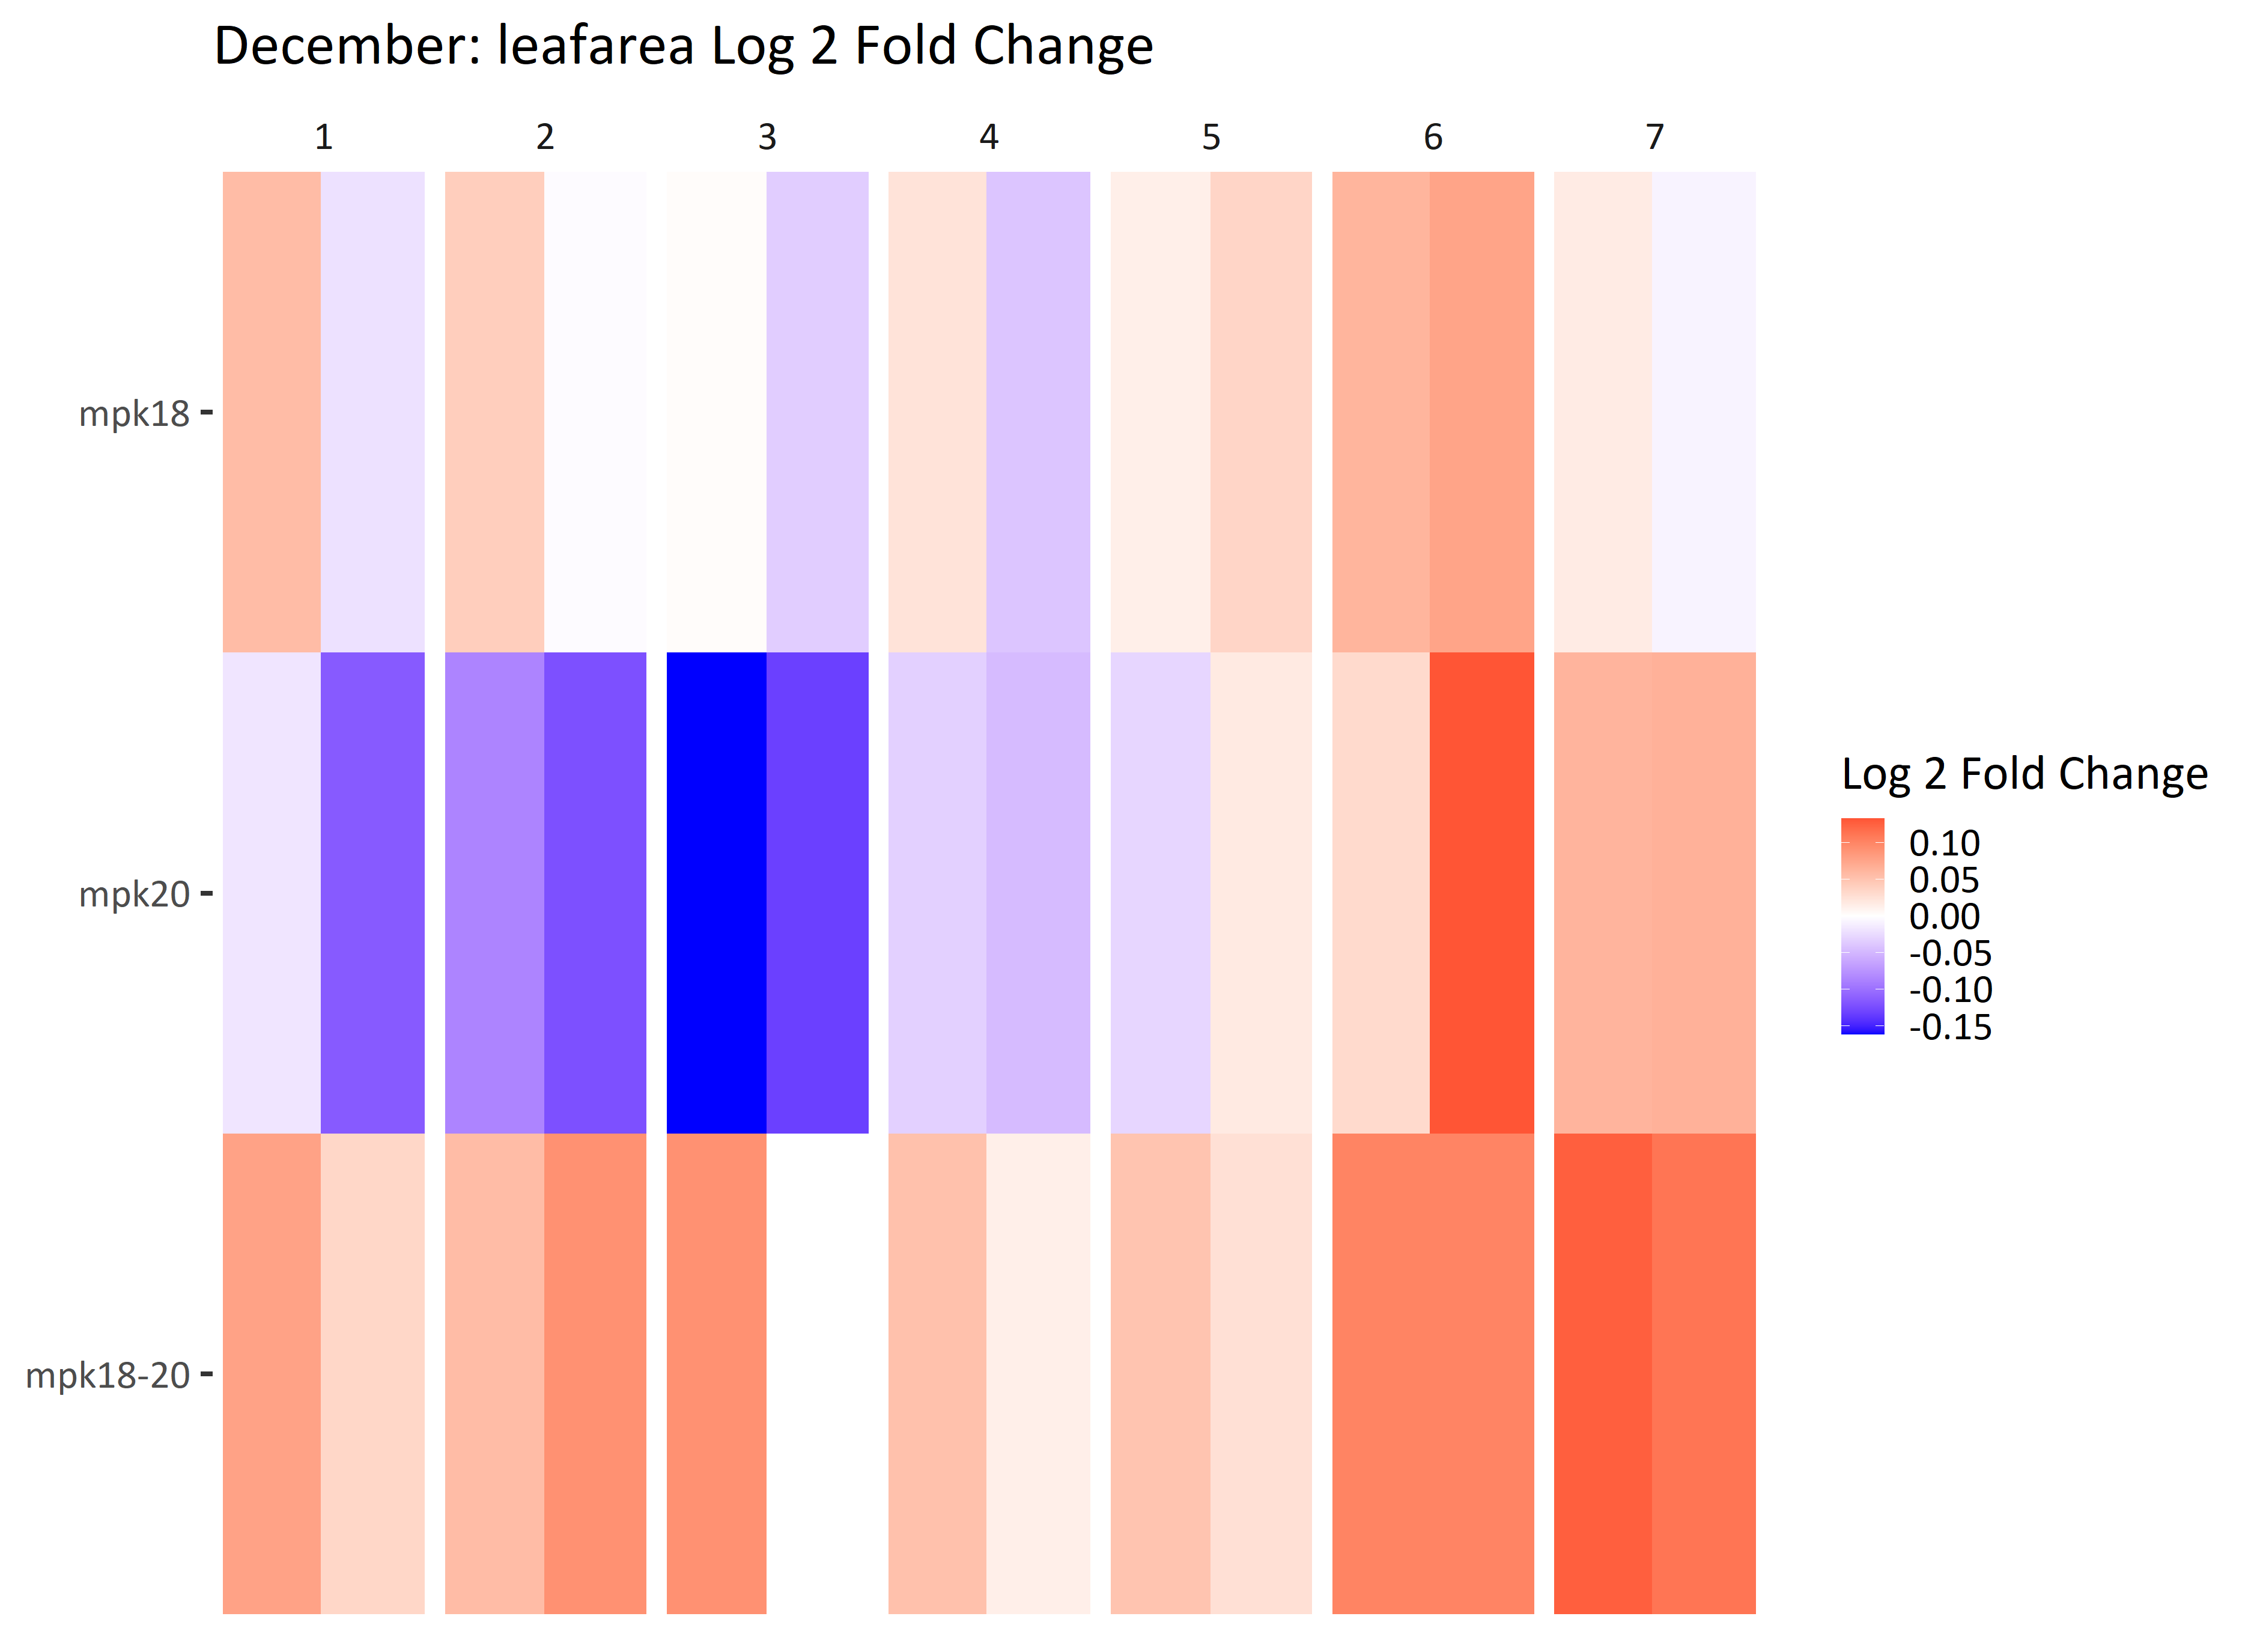 December: leafarea Log 2 Fold Change
1 2 3 4 5 6 7
mpk18
mpk20
mpk18-20
Log 2 Fold Change
0.10
0.05
0.00
-0.05
-0.10
-0.15